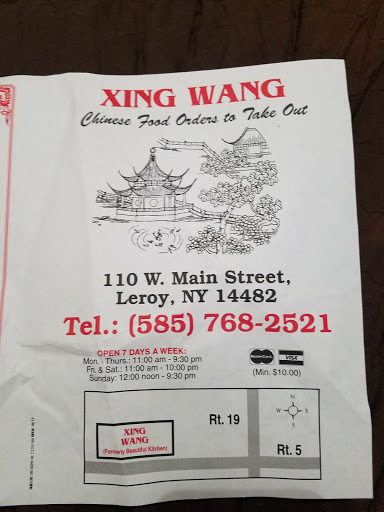 XING WANG
Chinese Food Orders to Take Out
110 W. Main Street,
Leroy, NY 14482
Tel.: (585) 768-2521
OPEN 7 DAYS A WEEK:
Mon. - Thurs.: 11:00 am - 9:30 pm
Fri. & Sat.: 11:00 am - 10:00 pm
Sunday: 12:00 noon - 9:30 pm
MasterCard
VISA
(Min. $10.00)
XING
WANG
(Formerly Beautiful Kitchen)
Rt. 19
N
W
E
S
Rt. 5